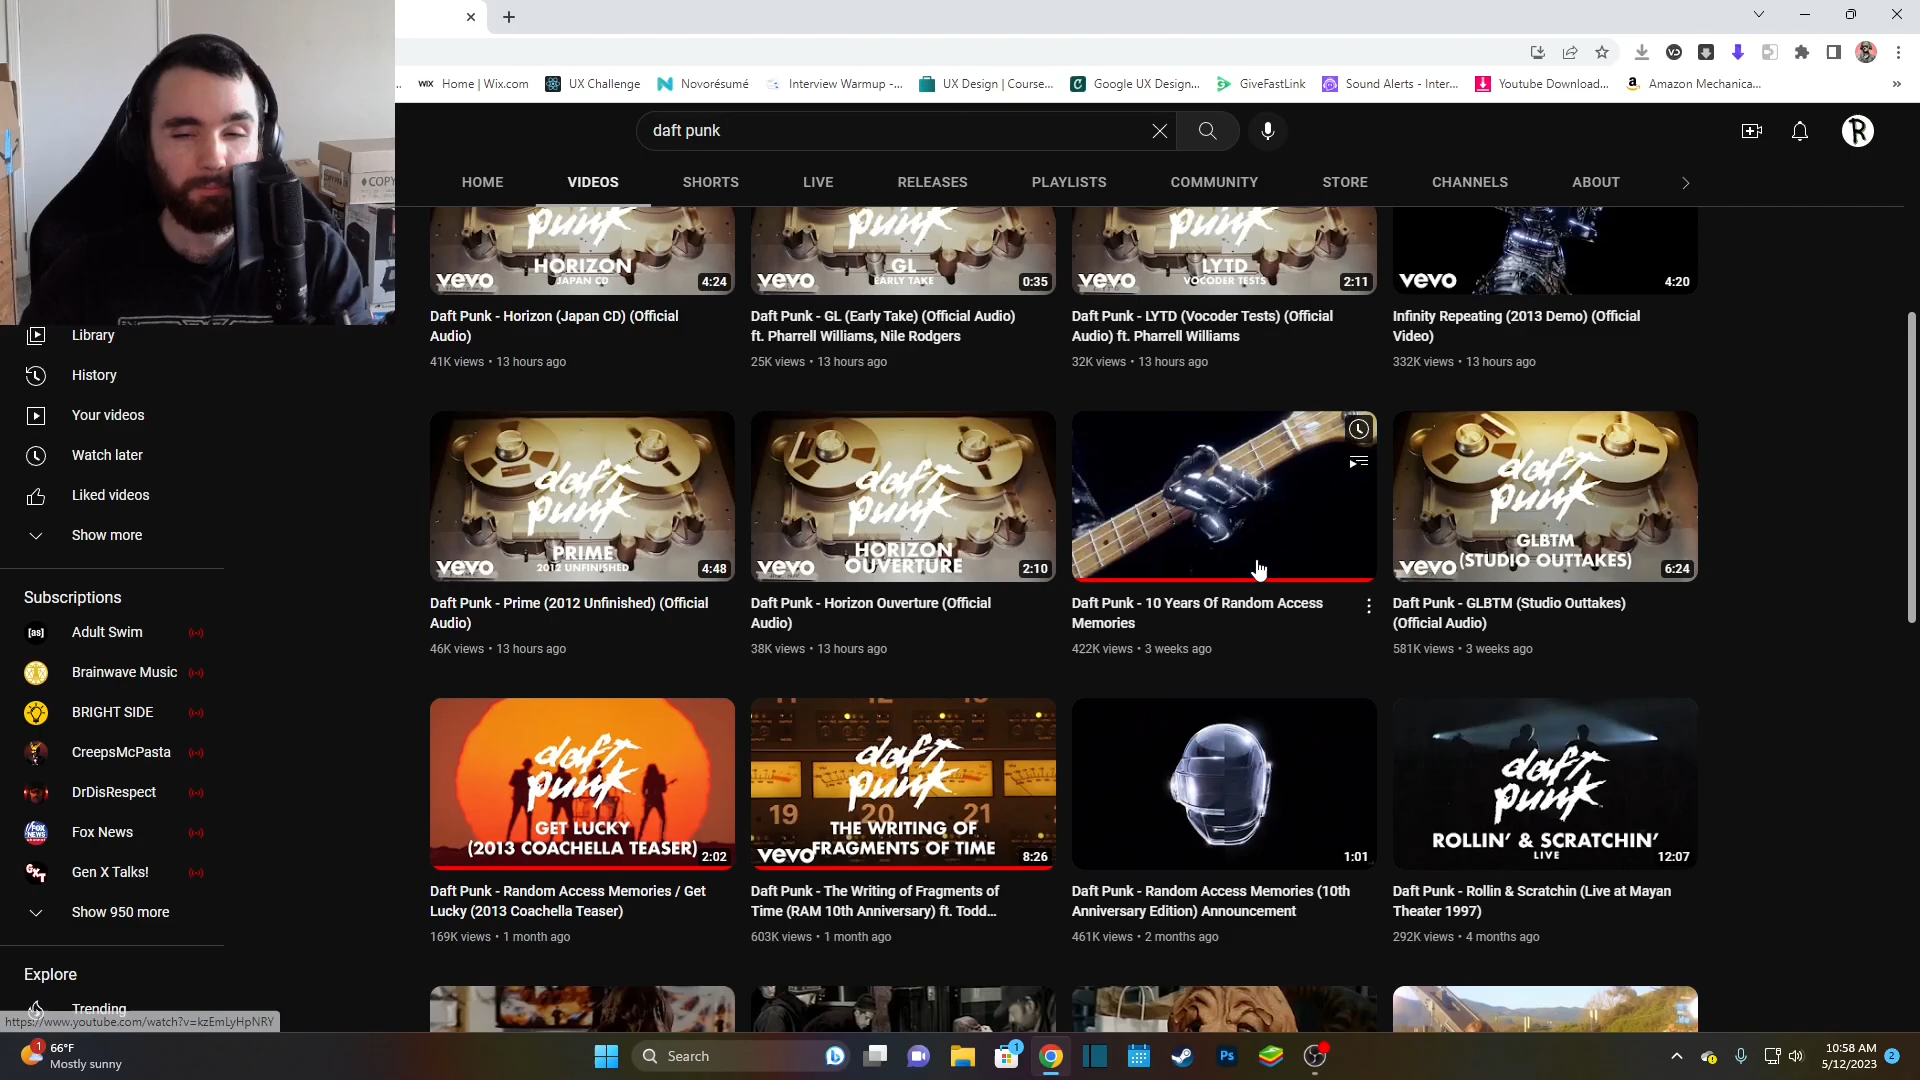 Home | Wix.com
UX Challenge
Novorésumé
Interview Warmup -...
UX Design | Course...
Google UX Design...
GiveFastLink
Sound Alerts - Inter...
Youtube Download...
Amazon Mechanica...
daft punk
HOME
VIDEOS
SHORTS
LIVE
RELEASES
PLAYLISTS
COMMUNITY
STORE
CHANNELS
ABOUT
punk
HORIZON
JAPAN CD
vevo
4:24
punk
GL
EARLY TAKE
vevo
0:35
punk
LYTD
VOCODER TESTS
vevo
2:11
vevo
4:20
Daft Punk - Horizon (Japan CD) (Official
Audio)
41K views • 13 hours ago
Daft Punk - GL (Early Take) (Official Audio)
ft. Pharrell Williams, Nile Rodgers
25K views • 13 hours ago
Daft Punk - LYTD (Vocoder Tests) (Official
Audio) ft. Pharrell Williams
32K views • 13 hours ago
Infinity Repeating (2013 Demo) (Official
Video)
332K views • 13 hours ago
Library
History
Your videos
Watch later
Liked videos
Show more
daft
punk
PRIME
2012 UNFINISHED
vevo
4:48
daft
punk
HORIZON
OUVERTURE
vevo
2:10
daft
punk
GLBTM
(STUDIO OUTTAKES)
vevo
6:24
Daft Punk - Prime (2012 Unfinished) (Official
Audio)
46K views • 13 hours ago
Daft Punk - Horizon Ouverture (Official
Audio)
38K views • 13 hours ago
Daft Punk - 10 Years Of Random Access
Memories
422K views • 3 weeks ago
Daft Punk - GLBTM (Studio Outtakes)
(Official Audio)
581K views • 3 weeks ago
Subscriptions
[as] Adult Swim
Brainwave Music
BRIGHT SIDE
CreepsMcPasta
DrDisRespect
Fox News
Gen X Talks!
Show 950 more
daft
punk
GET LUCKY
(2013 COACHELLA TEASER)
2:02
19 20 21
daft
punk
THE WRITING OF
FRAGMENTS OF TIME
vevo
8:26
1:01
daft
punk
ROLLIN' & SCRATCHIN'
LIVE
12:07
Daft Punk - Random Access Memories / Get
Lucky (2013 Coachella Teaser)
169K views • 1 month ago
Daft Punk - The Writing of Fragments of
Time (RAM 10th Anniversary) ft. Todd...
603K views • 1 month ago
Daft Punk - Random Access Memories (10th
Anniversary Edition) Announcement
461K views • 2 months ago
Daft Punk - Rollin & Scratchin (Live at Mayan
Theater 1997)
292K views • 4 months ago
Explore
Trending
https://www.youtube.com/watch?v=kzEmLyHpNRY
1
66°F
Mostly sunny
Search
1
Ps
10:58 AM
5/12/2023
2